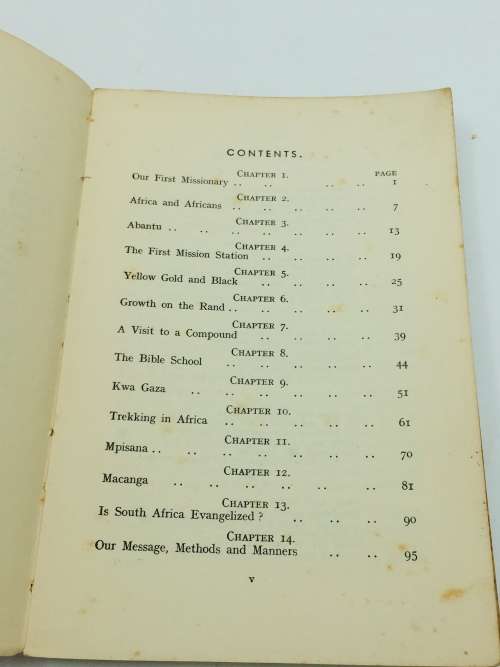 CONTENTS.
CHAPTER 1. PAGE
Our First Missionary .. .. .. .. 1
CHAPTER 2.
Africa and Africans .. .. .. .. .. 7
CHAPTER 3.
Abantu .. .. .. .. .. .. 13
CHAPTER 4.
The First Mission Station .. .. .. .. 19
CHAPTER 5.
Yellow Gold and Black .. .. .. .. 25
CHAPTER 6.
Growth on the Rand .. .. .. .. .. 31
CHAPTER 7.
A Visit to a Compound .. .. .. .. 39
CHAPTER 8.
The Bible School .. .. .. .. .. 44
CHAPTER 9.
Kwa Gaza .. .. .. .. .. .. 51
CHAPTER 10.
Trekking in Africa .. .. .. .. .. 61
CHAPTER 11.
Mpisana .. .. .. .. .. .. .. 70
CHAPTER 12.
Macanga .. .. .. .. .. .. 81
CHAPTER 13.
Is South Africa Evangelized ? .. .. .. 90
CHAPTER 14.
Our Message, Methods and Manners .. .. 95
v